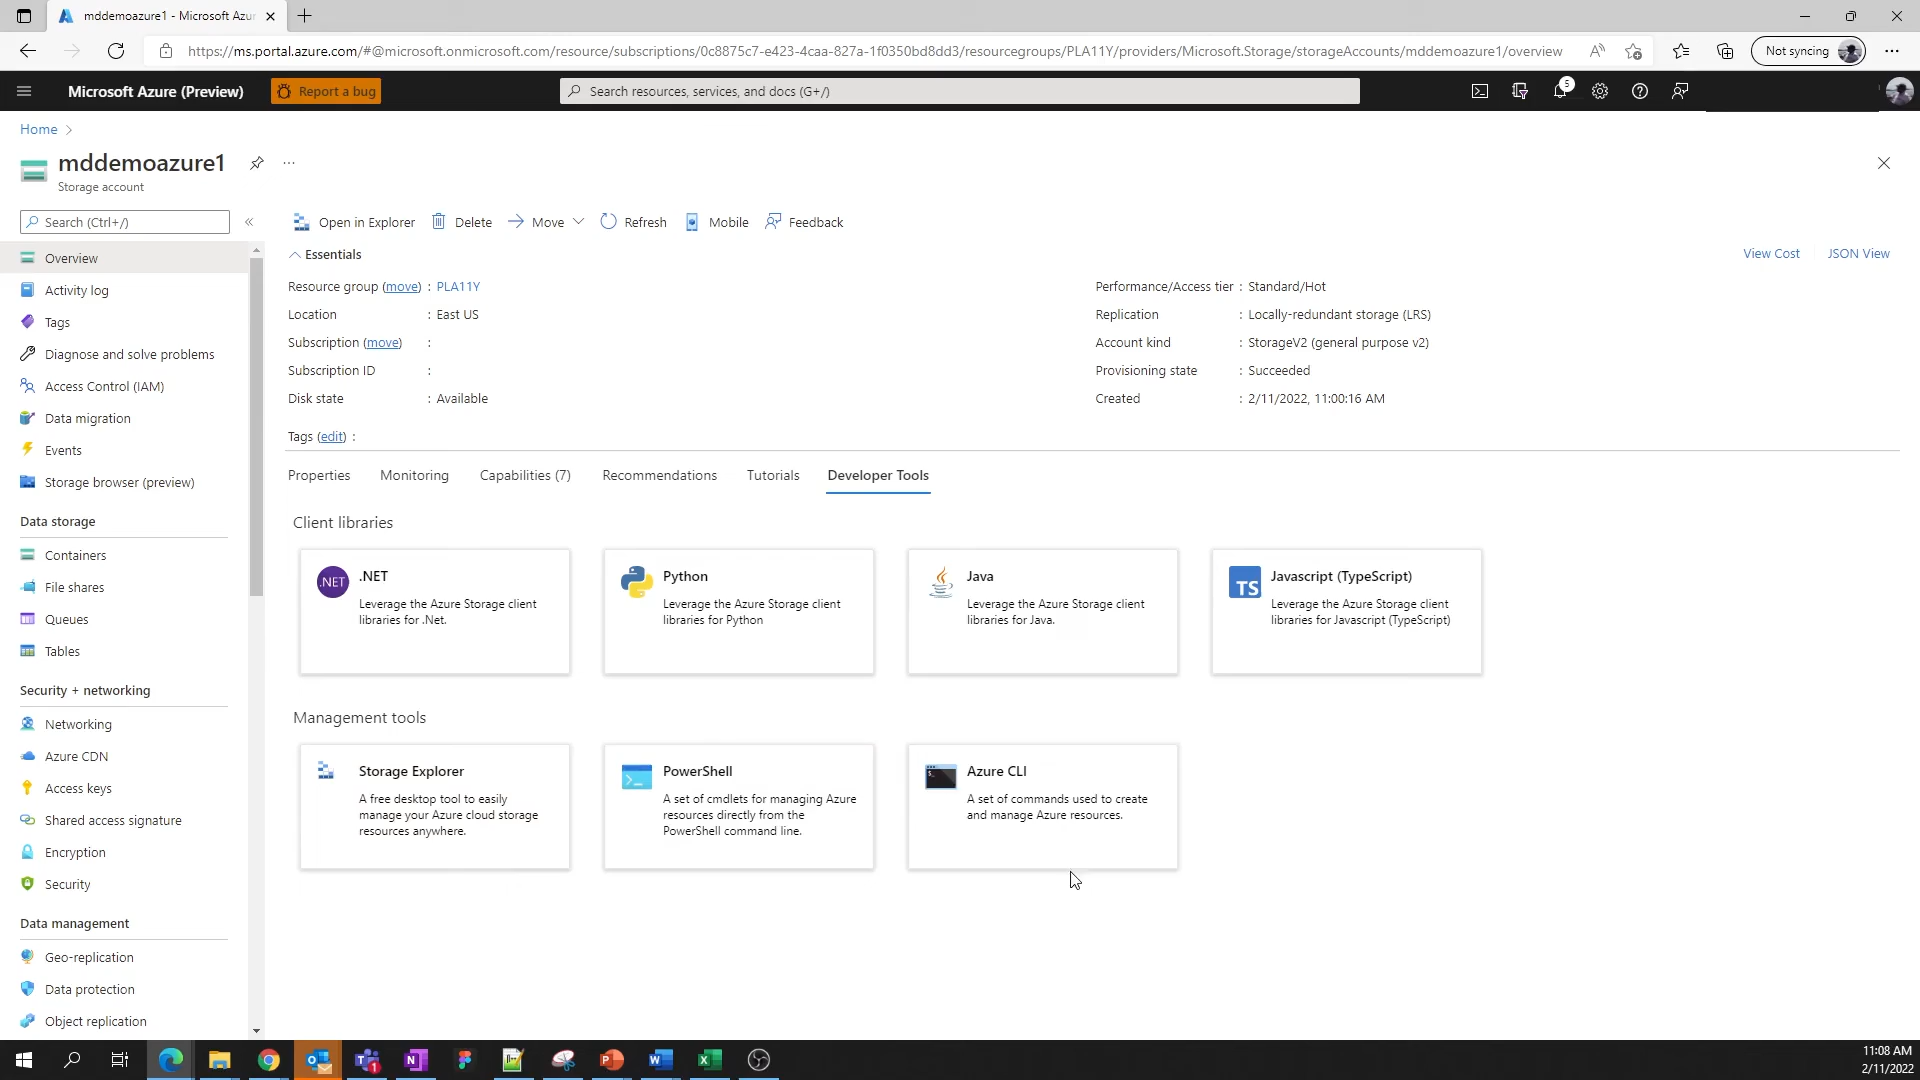 mddemoazure1 - Microsoft Azur
https://ms.portal.azure.com/#@microsoft.onmicrosoft.com/resource/subscriptions/0c8875c7-e423-4caa-827a-1f0350bd8dd3/resourcegroups/PLA11Y/providers/Microsoft.Storage/storageAccounts/mddemoazure1/overview
Not syncing
Microsoft Azure (Preview)
Report a bug
Search resources, services, and docs (G+/)
5
Home
mddemoazure1
Storage account
Search (Ctrl+/)
Open in Explorer Delete Move Refresh Mobile Feedback
Overview
Activity log
Tags
Diagnose and solve problems
Access Control (IAM)
Data migration
Events
Storage browser (preview)
Data storage
Containers
File shares
Queues
Tables
Security + networking
Networking
Azure CDN
Access keys
Shared access signature
Encryption
Security
Data management
Geo-replication
Data protection
Object replication
Essentials
View Cost JSON View
Resource group (move) : PLA11Y
Location : East US
Subscription (move) :
Subscription ID :
Disk state : Available
Performance/Access tier : Standard/Hot
Replication : Locally-redundant storage (LRS)
Account kind : StorageV2 (general purpose v2)
Provisioning state : Succeeded
Created : 2/11/2022, 11:00:16 AM
Tags (edit) :
Properties Monitoring Capabilities (7) Recommendations Tutorials Developer Tools
Client libraries
.NET
.NET
Leverage the Azure Storage client
libraries for .Net.
Python
Leverage the Azure Storage client
libraries for Python
Java
Leverage the Azure Storage client
libraries for Java.
TS
Javascript (TypeScript)
Leverage the Azure Storage client
libraries for Javascript (TypeScript)
Management tools
Storage Explorer
A free desktop tool to easily
manage your Azure cloud storage
resources anywhere.
PowerShell
A set of cmdlets for managing Azure
resources directly from the
PowerShell command line.
Azure CLI
A set of commands used to create
and manage Azure resources.
11:08 AM
2/11/2022